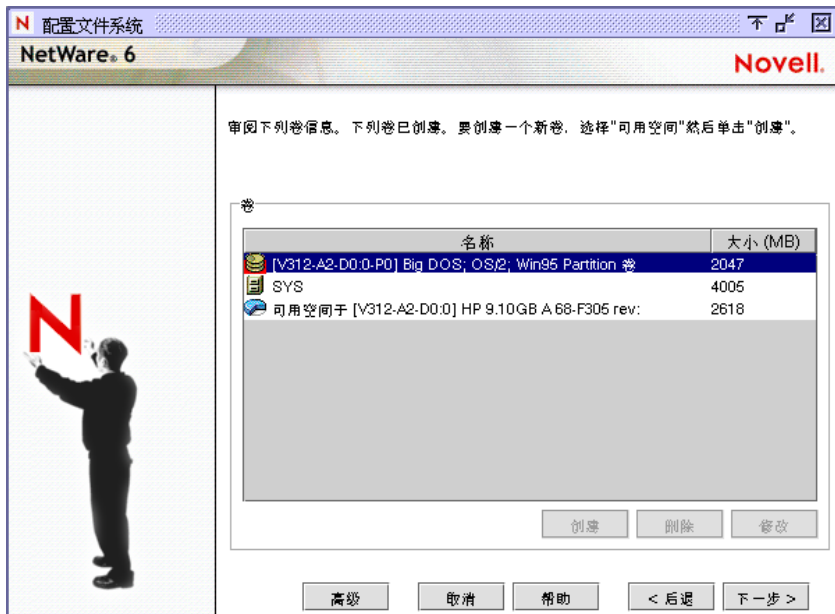 N 配置文件系统
NetWare® 6
Novell.
审阅下列卷信息。下列卷已创建。要创建一个新卷，选择"可用空间"然后单击"创建"。
卷
名称 大小 (MB)
[V312-A2-D0:0-P0] Big DOS; OS/2; Win95 Partition 卷 2047
SYS 4005
可用空间于 [V312-A2-D0:0] HP 9.10GB A 68-F305 rev: 2618
N
创建 删除 修改
高级 取消 帮助 < 后退 下一步 >